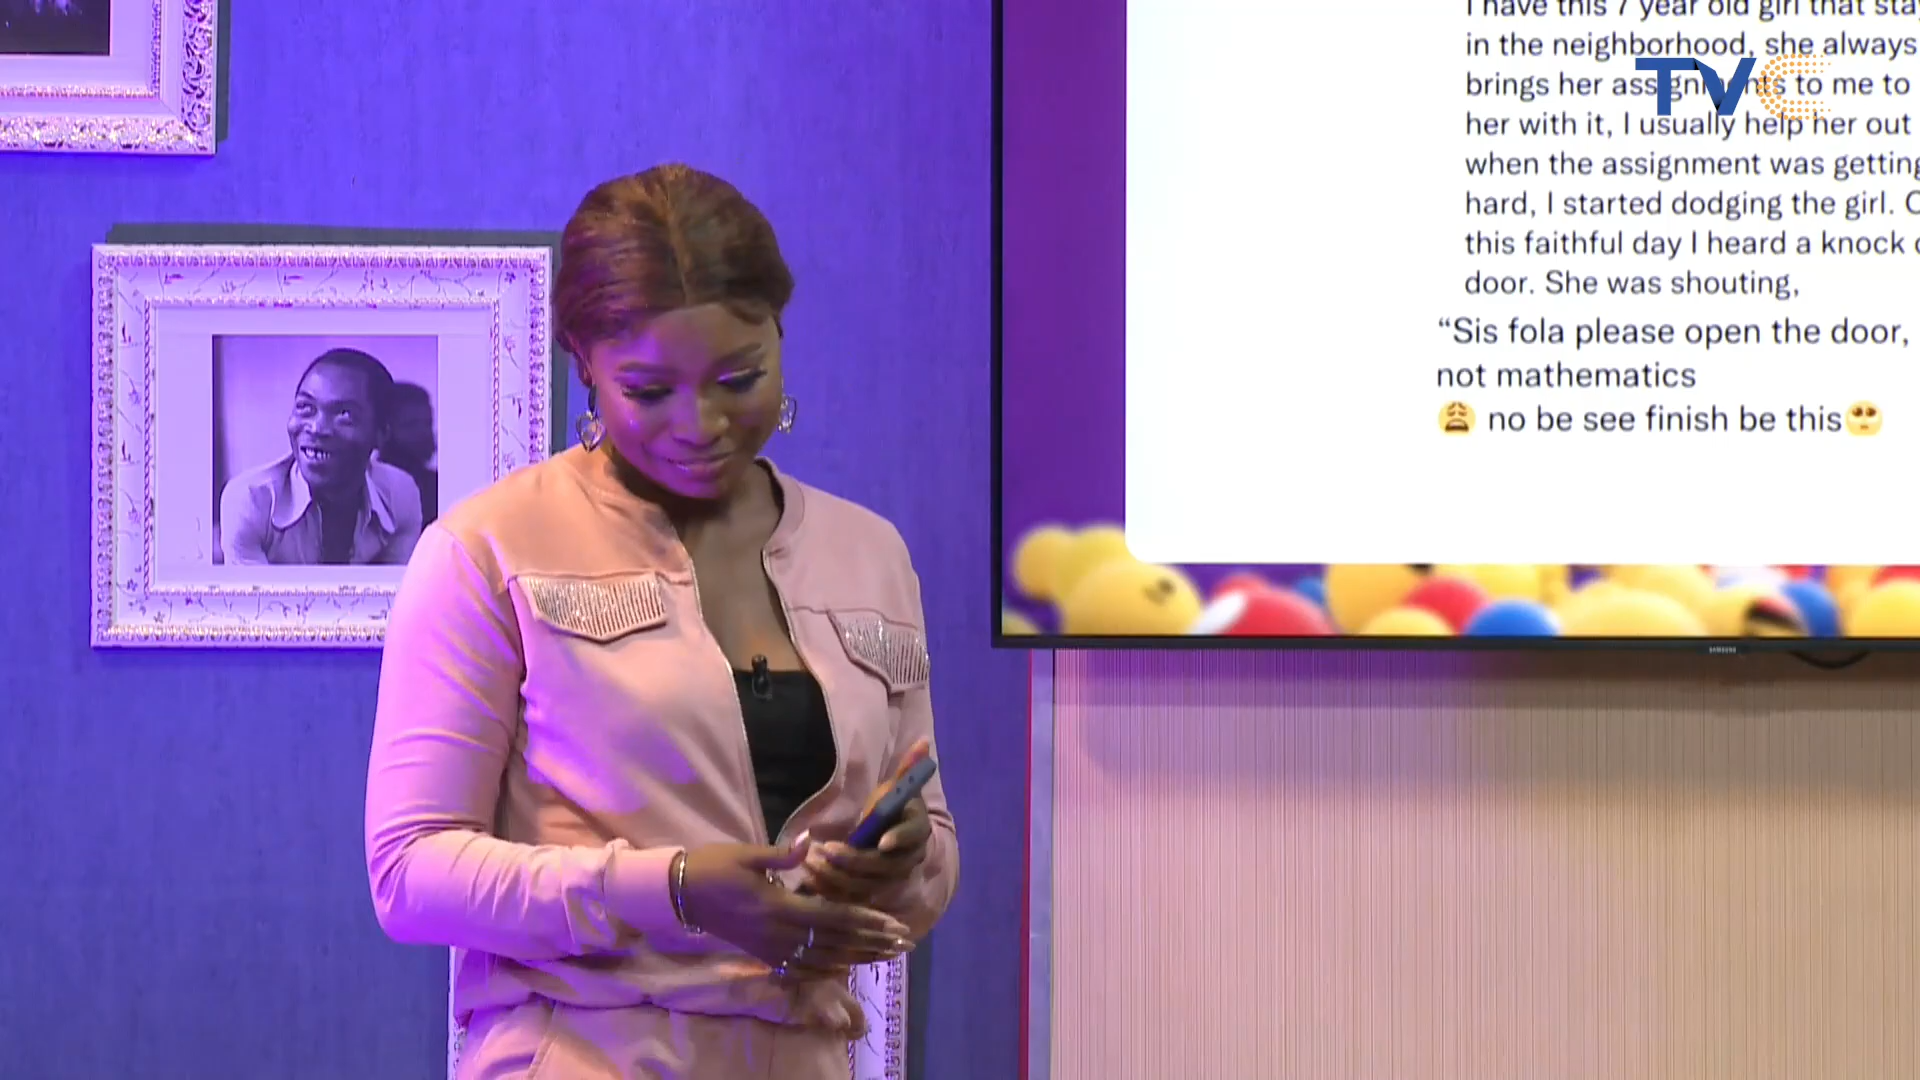 I have this 7 year old girl that stay
in the neighborhood, she always
brings her assignments to me to
her with it, I usually help her out
when the assignment was getting
hard, I started dodging the girl.
this faithful day I heard a knock
door. She was shouting,
“Sis fola please open the door,
not mathematics
😩 no be see finish be this🥺
TVC
SAMSUNG